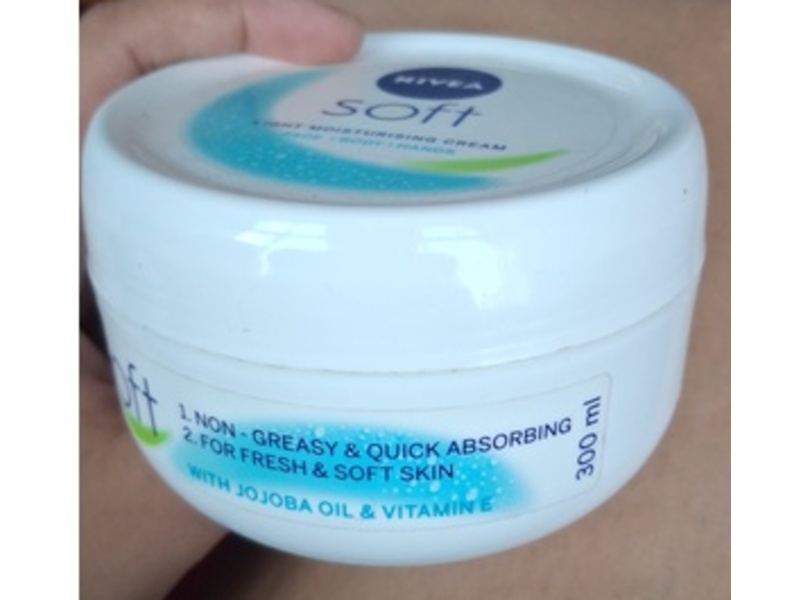 NIVEA
soft
LIGHT MOISTURISING CREAM
FACE · BODY · HANDS
oft
1. NON - GREASY & QUICK ABSORBING
2. FOR FRESH & SOFT SKIN
WITH JOJOBA OIL & VITAMIN E
300 ml